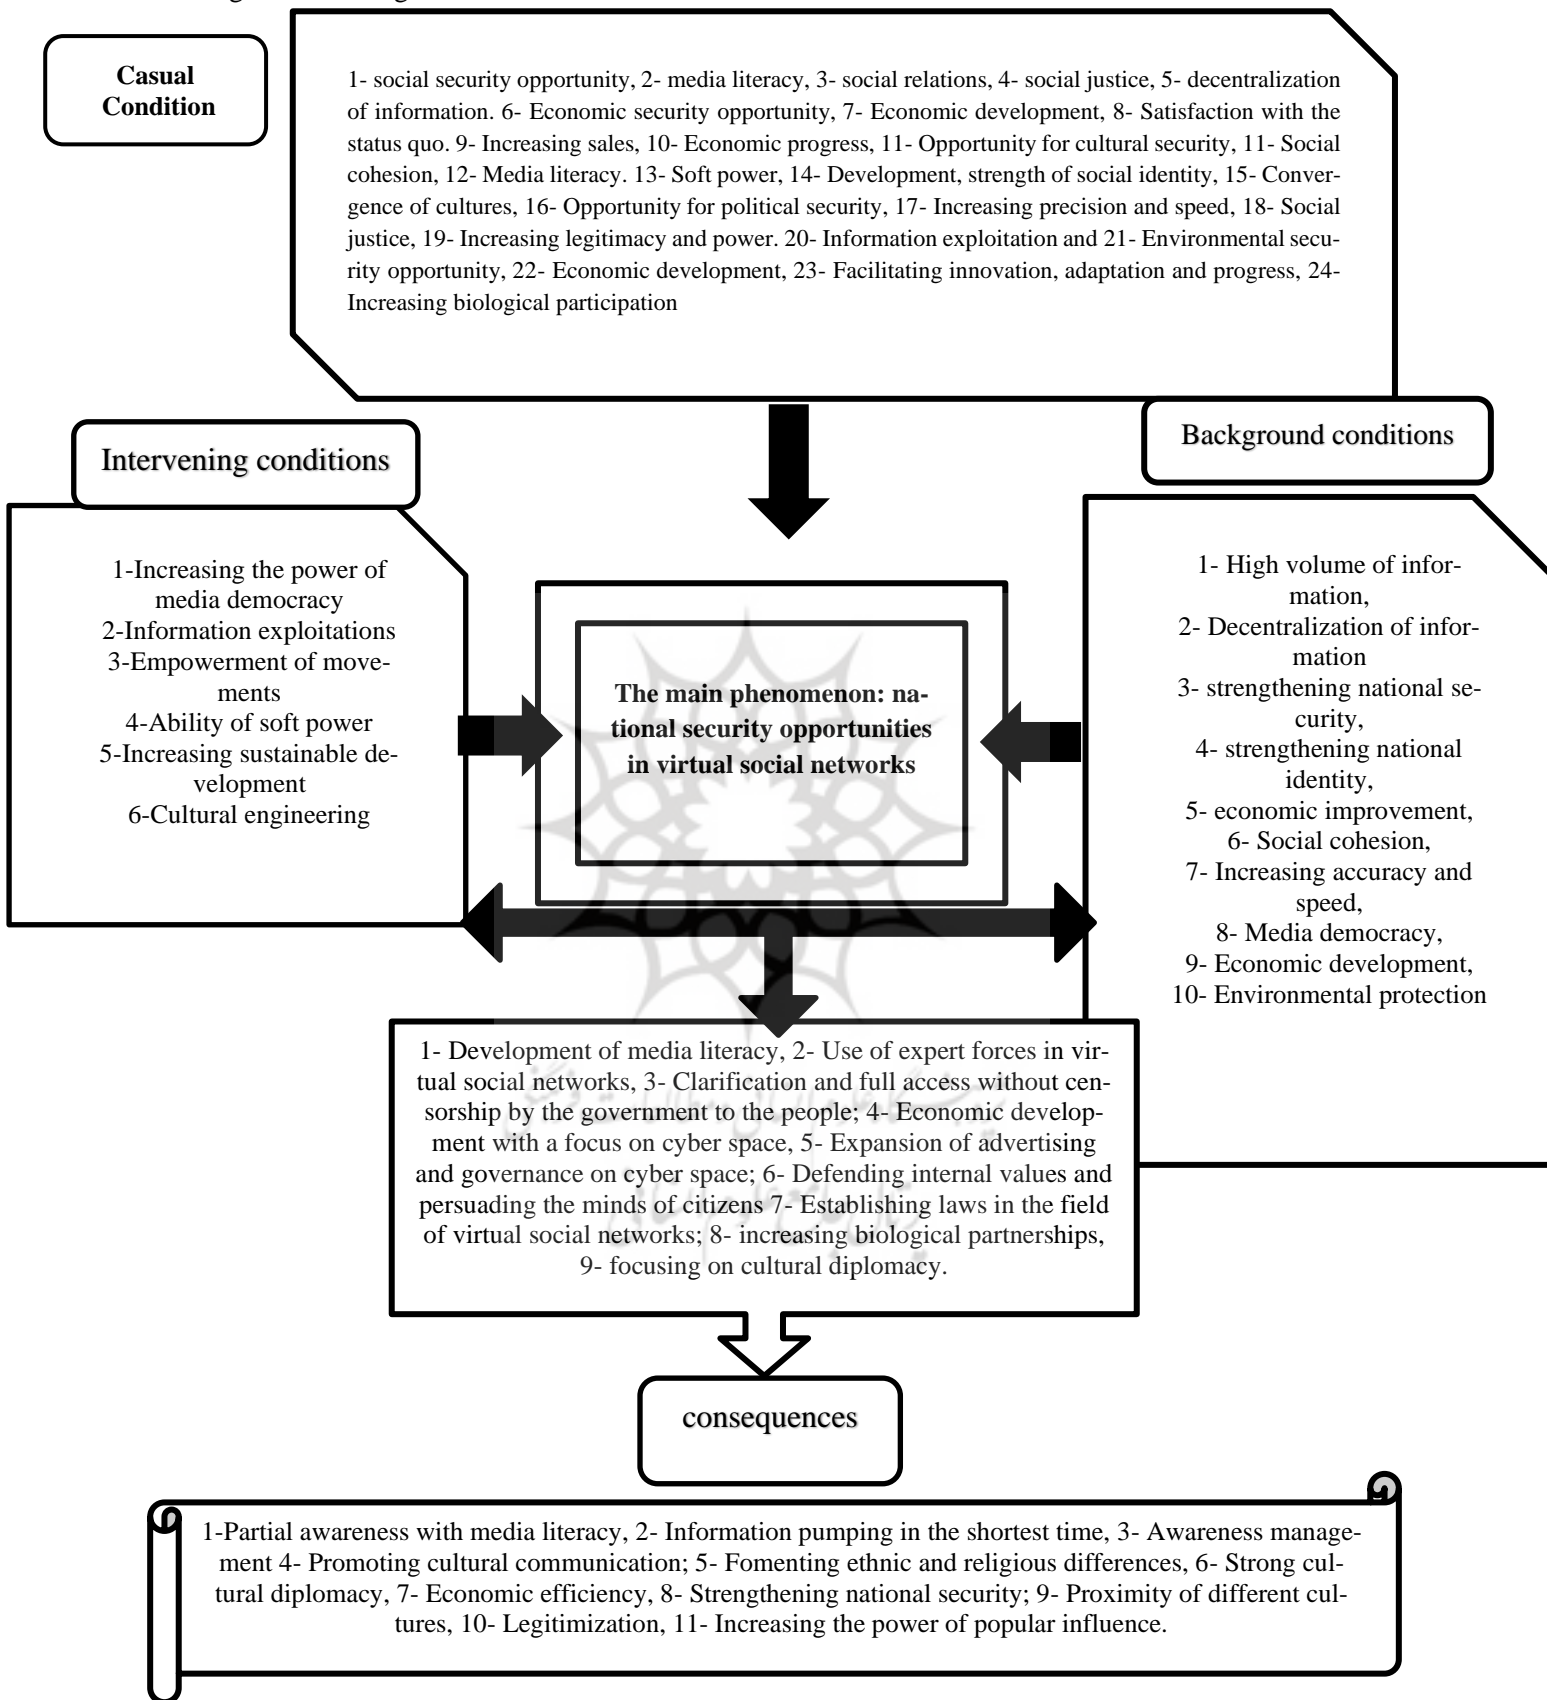 Casual
Condition
1- social security opportunity, 2- media literacy, 3- social relations, 4- social justice, 5- decentralization
of information. 6- Economic security opportunity, 7- Economic development, 8- Satisfaction with the
status quo. 9- Increasing sales, 10- Economic progress, 11- Opportunity for cultural security, 11- Social
cohesion, 12- Media literacy. 13- Soft power, 14- Development, strength of social identity, 15- Conver-
gence of cultures, 16- Opportunity for political security, 17- Increasing precision and speed, 18- Social
justice, 19- Increasing legitimacy and power. 20- Information exploitation and 21- Environmental secu-
rity opportunity, 22- Economic development, 23- Facilitating innovation, adaptation and progress, 24-
Increasing biological participation
Intervening conditions
1-Increasing the power of
media democracy
2-Information exploitations
3-Empowerment of move-
ments
4-Ability of soft power
5-Increasing sustainable de-
velopment
6-Cultural engineering
The main phenomenon: na-
tional security opportunities
in virtual social networks
Background conditions
1- High volume of infor-
mation,
2- Decentralization of infor-
mation
3- strengthening national se-
curity,
4- strengthening national
identity,
5- economic improvement,
6- Social cohesion,
7- Increasing accuracy and
speed,
8- Media democracy,
9- Economic development,
10- Environmental protection
1- Development of media literacy, 2- Use of expert forces in vir-
tual social networks, 3- Clarification and full access without cen-
sorship by the government to the people; 4- Economic develop-
ment with a focus on cyber space, 5- Expansion of advertising
and governance on cyber space; 6- Defending internal values and
persuading the minds of citizens 7- Establishing laws in the field
of virtual social networks; 8- increasing biological partnerships,
9- focusing on cultural diplomacy.
پژوهشگاه علوم انسانی و مطالعات فرهنگی
پرتال جامع علوم انسانی
consequences
1-Partial awareness with media literacy, 2- Information pumping in the shortest time, 3- Awareness manage-
ment 4- Promoting cultural communication; 5- Fomenting ethnic and religious differences, 6- Strong cul-
tural diplomacy, 7- Economic efficiency, 8- Strengthening national security; 9- Proximity of different cul-
tures, 10- Legitimization, 11- Increasing the power of popular influence.